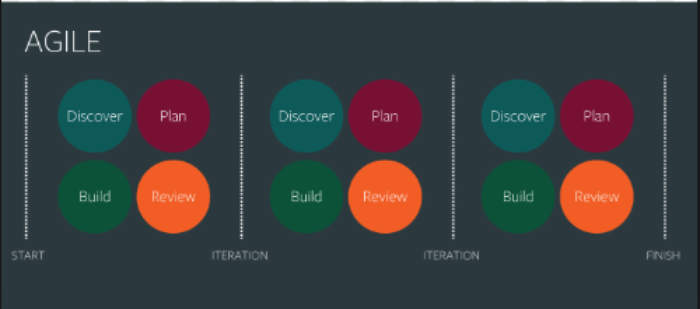 AGILE
Discover Plan Discover Plan Discover Plan
Build Review Build Review Build Review
START ITERATION ITERATION FINISH